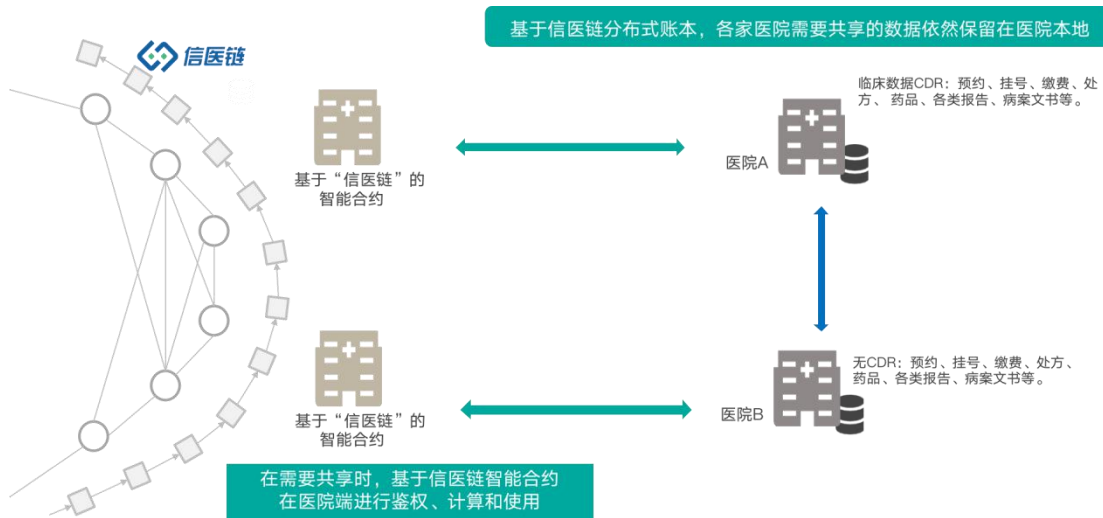 信医链
基于信医链分布式账本，各家医院需要共享的数据依然保留在医院本地
临床数据CDR：预约、挂号、缴费、处
方、 药品、各类报告、病案文书等。
医院A
基于“信医链”的
智能合约
无CDR：预约、挂号、缴费、处方、
药品、各类报告、病案文书等。
医院B
基于“信医链”的
智能合约
在需要共享时，基于信医链智能合约
在医院端进行鉴权、计算和使用